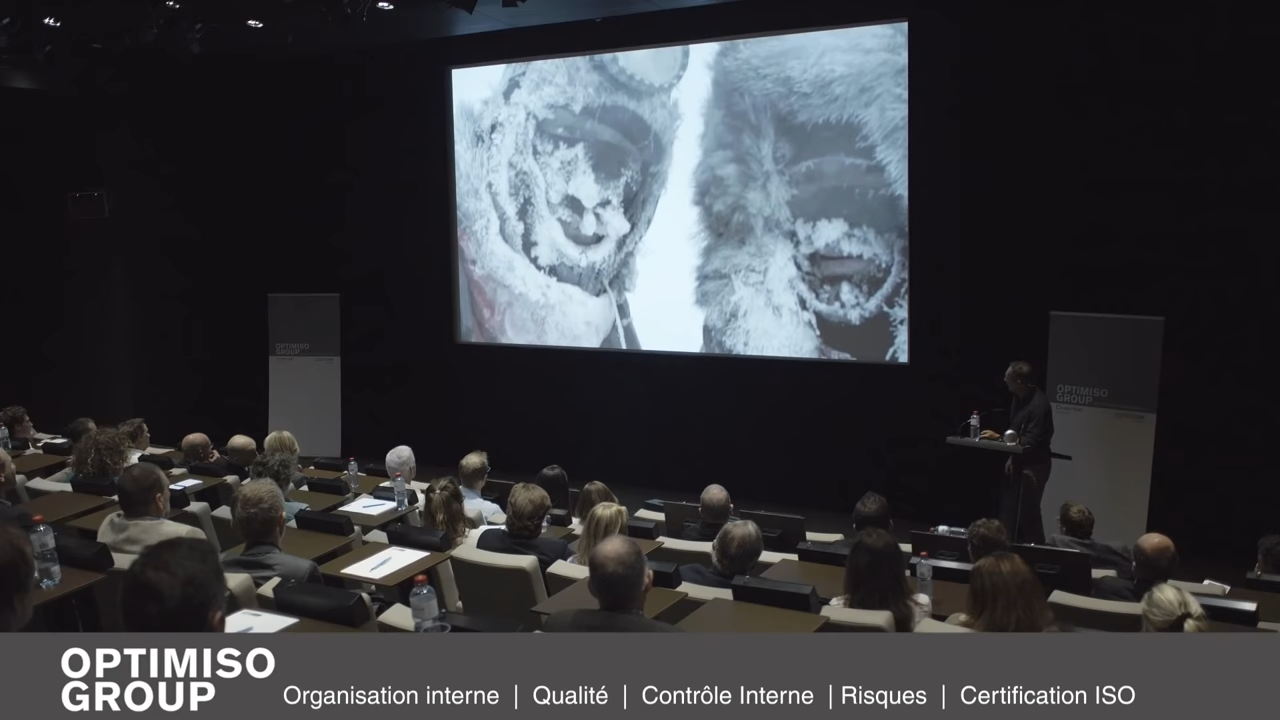 OPTIMISO
GROUP
OPTIMISO
GROUP
OPTIMISO
GROUP
Organisation interne | Qualité | Contrôle Interne | Risques | Certification ISO